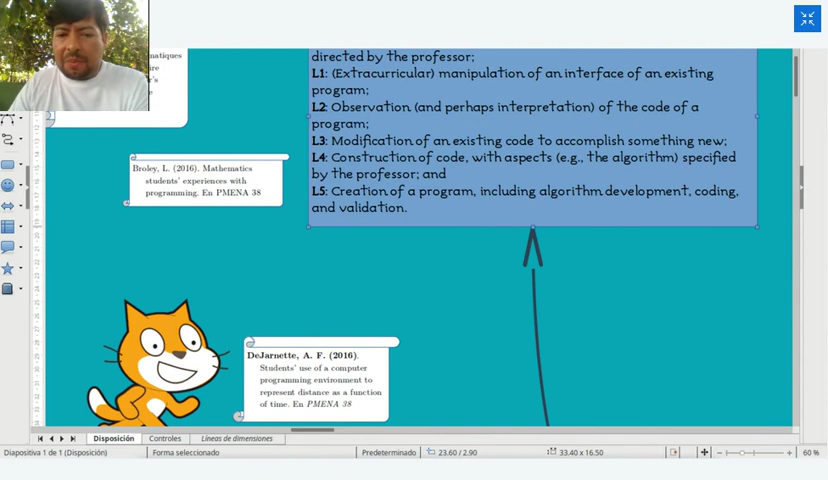 directed by the professor;
L1: (Extracurricular) manipulation of an interface of an existing
program;
L2: Observation (and perhaps interpretation) of the code of a
program;
L3: Modification of an existing code to accomplish something new;
L4: Construction of code, with aspects (e.g., the algorithm) specified
by the professor; and
L5: Creation of a program, including algorithm development, coding,
and validation.
Broley, L. (2016). Mathematics
students' experiences with
programming. En PMENA 38
DeJarnette, A. F. (2016).
Students' use of a computer
programming environment to
represent distance as a function
of time. En PMENA 38
Disposición
Controles
Líneas de dimensiones
Diapositiva 1 de 1 (Disposición)
Forma seleccionado
Predeterminado
23.60 / 2.90
33.40 x 16.50
60 %